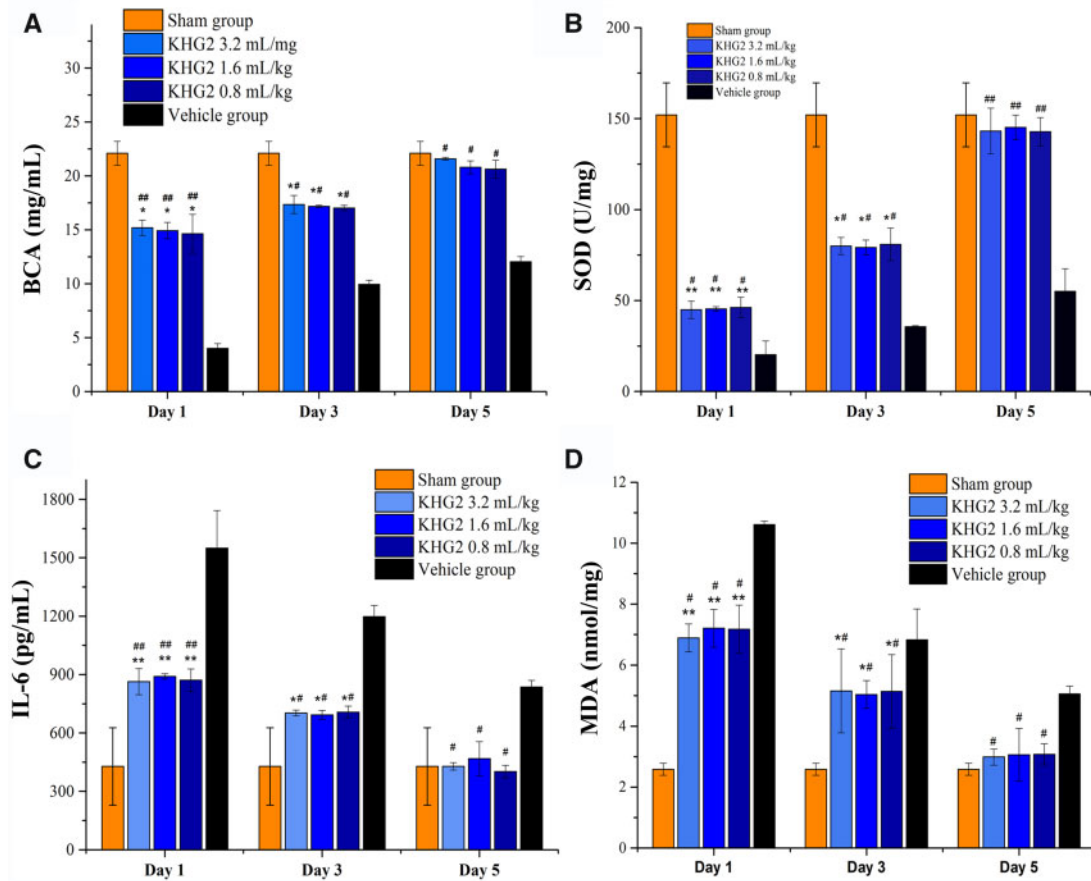 A
Sham group
KHG2 3.2 mL/mg
KHG2 1.6 mL/kg
KHG2 0.8 mL/kg
Vehicle group
BCA (mg/mL)
30
25
20
15
10
5
0
## ## ##
* * *
*# *# *#
# # #
Day 1 Day 3 Day 5
B
Sham group
KHG2 3.2 mL/kg
KHG2 1.6 mL/kg
KHG2 0.8 mL/kg
Vehicle group
SOD (U/mg)
200
150
100
50
0
# # #
** ** **
*# *# *#
## ## ##
Day 1 Day 3 Day 5
C
Sham group
KHG2 3.2 mL/kg
KHG2 1.6 mL/kg
KHG2 0.8 mL/kg
Vehicle group
IL-6 (pg/mL)
1800
1500
1200
900
600
300
0
## ## ##
** ** **
*# *# *#
# # #
Day 1 Day 3 Day 5
D
Sham group
KHG2 3.2 mL/kg
KHG2 1.6 mL/kg
KHG2 0.8 mL/kg
Vehicle group
MDA (nmol/mg)
12
10
8
6
4
2
0
# # #
** ** **
*# *# *#
# # #
Day 1 Day 3 Day 5